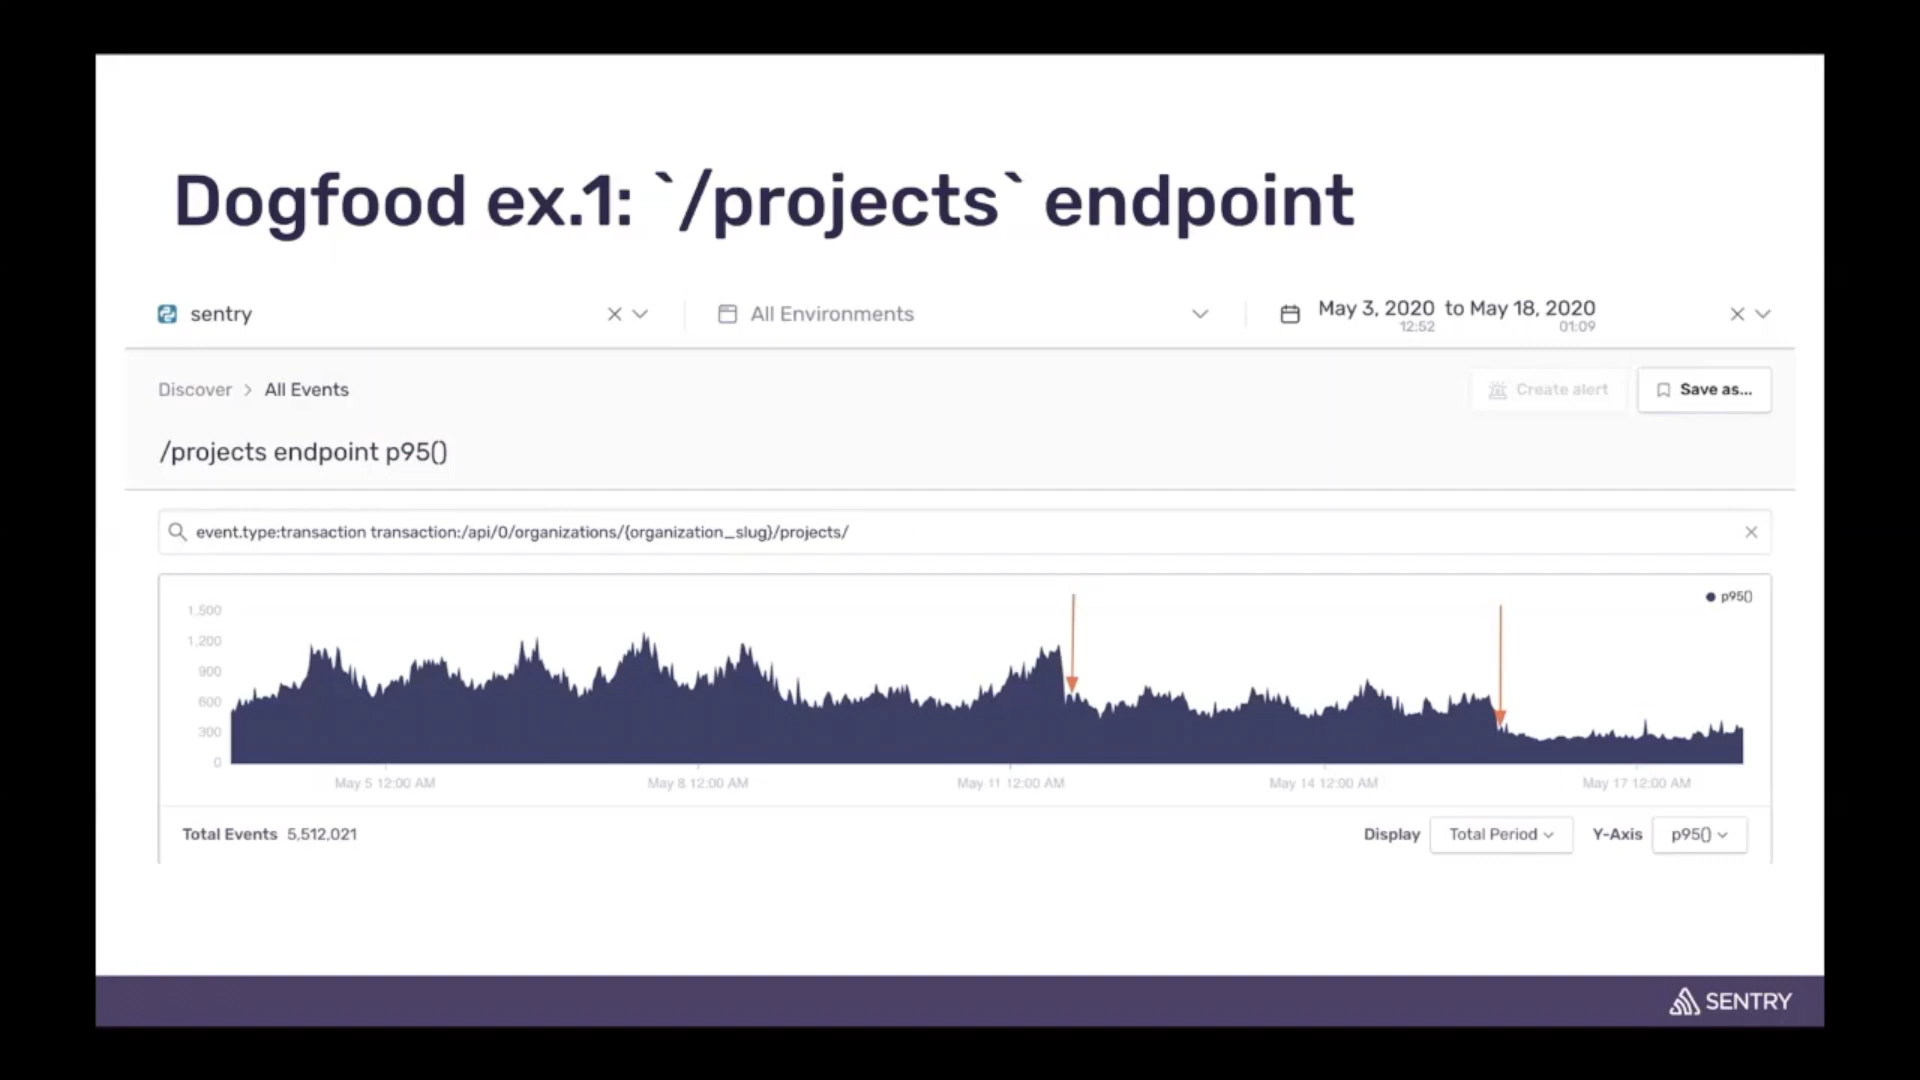 Dogfood ex.1: `/projects` endpoint
sentry
All Environments
May 3, 2020 to May 18, 2020
12:52 01:09
Discover > All Events
Create alert
Save as...
/projects endpoint p95()
event.type:transaction transaction:/api/0/organizations/{organization_slug}/projects/
p95()
1,500
1,200
900
600
300
0
May 5 12:00 AM May 8 12:00 AM May 11 12:00 AM May 14 12:00 AM May 17 12:00 AM
Total Events 5,512,021
Display Total Period Y-Axis p95()
SENTRY